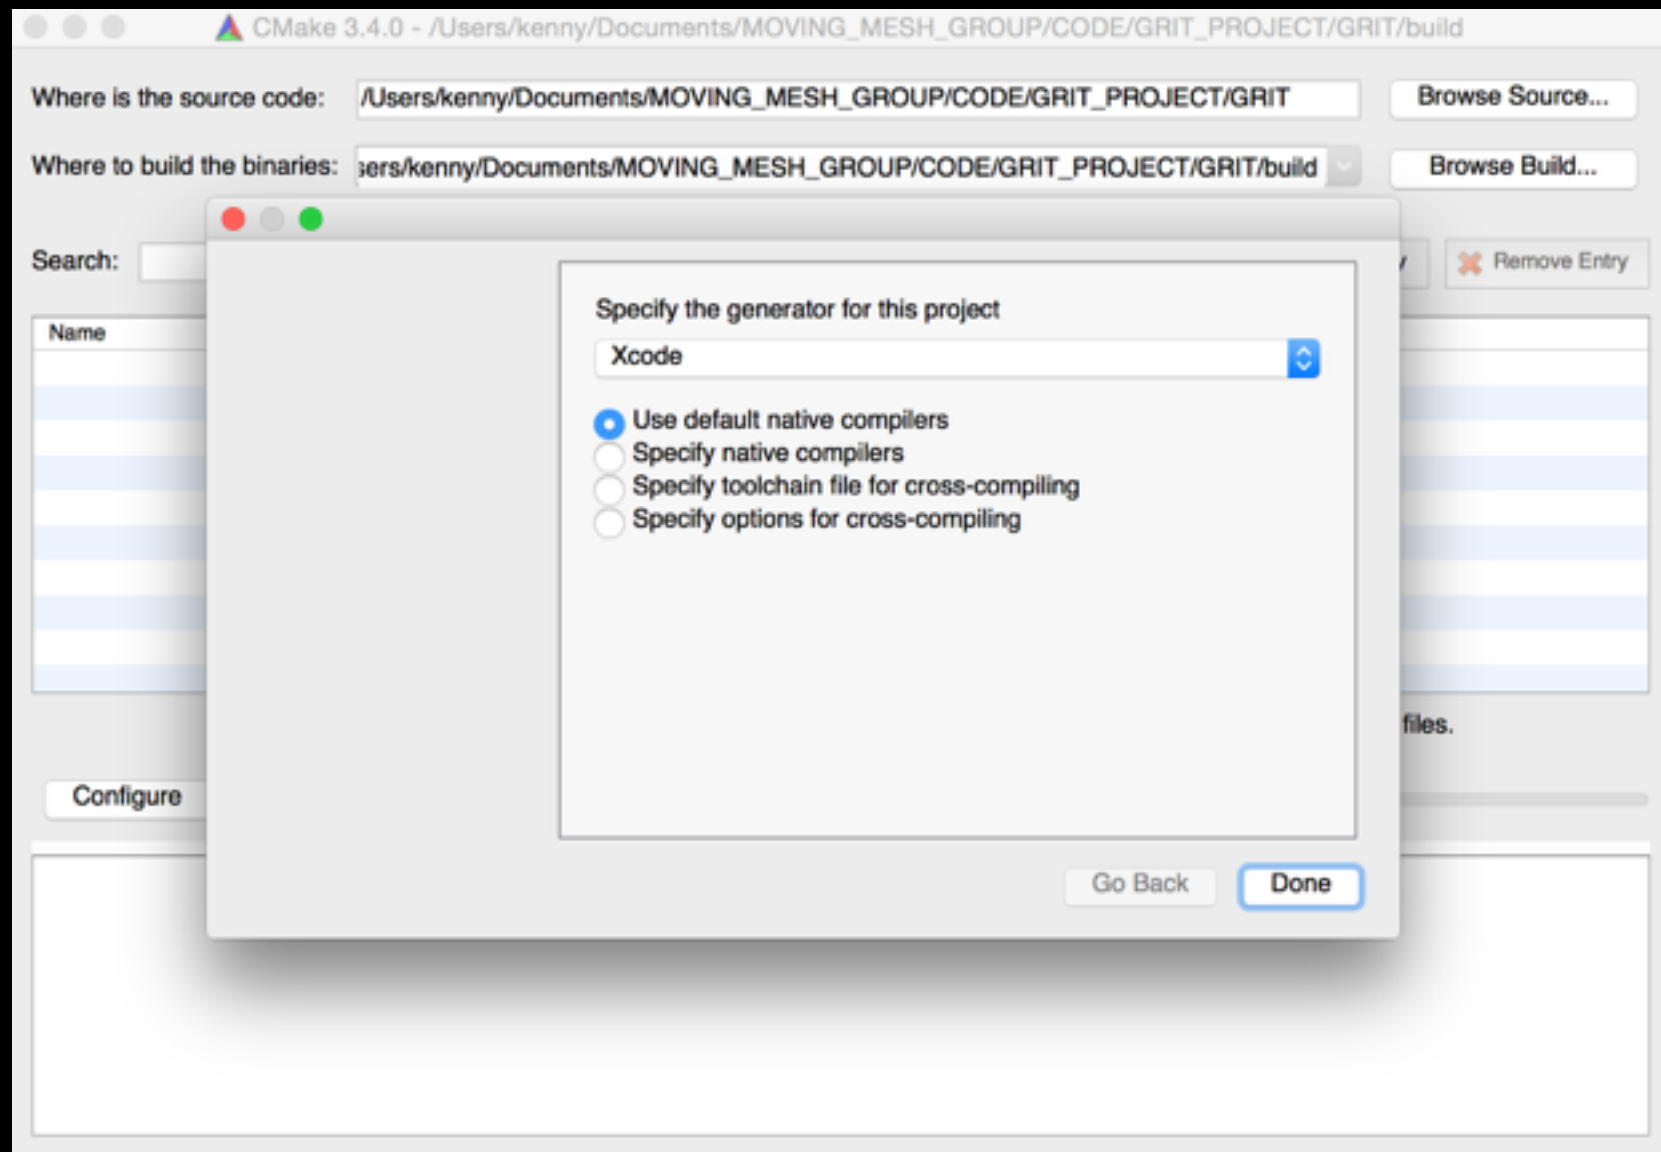 CMake 3.4.0 - /Users/kenny/Documents/MOVING_MESH_GROUP/CODE/GRIT_PROJECT/GRIT/build
Where is the source code: /Users/kenny/Documents/MOVING_MESH_GROUP/CODE/GRIT_PROJECT/GRIT Browse Source...
Where to build the binaries: sers/kenny/Documents/MOVING_MESH_GROUP/CODE/GRIT_PROJECT/GRIT/build Browse Build...
Search: Remove Entry
Name
Specify the generator for this project
Xcode
Use default native compilers
Specify native compilers
Specify toolchain file for cross-compiling
Specify options for cross-compiling
files.
Configure
Go Back Done